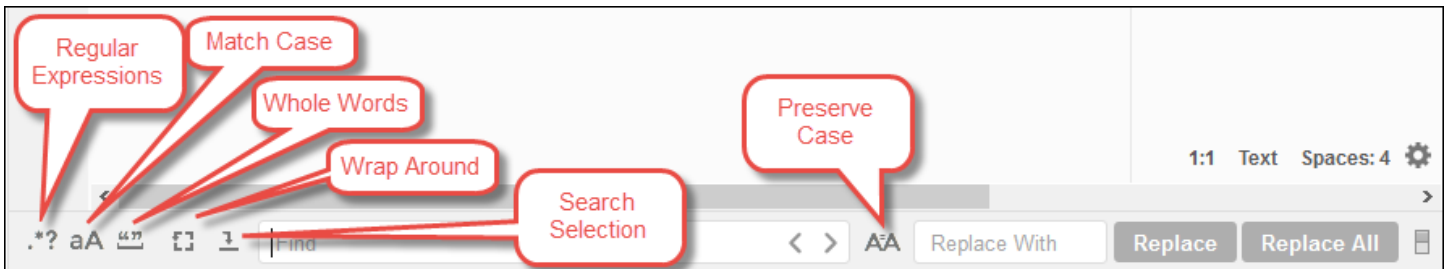 Regular
Expressions
Match Case
Whole Words
Wrap Around
Search
Selection
Preserve
Case
1:1 Text Spaces: 4
.*? aA “” Find < > AA Replace With Replace Replace All